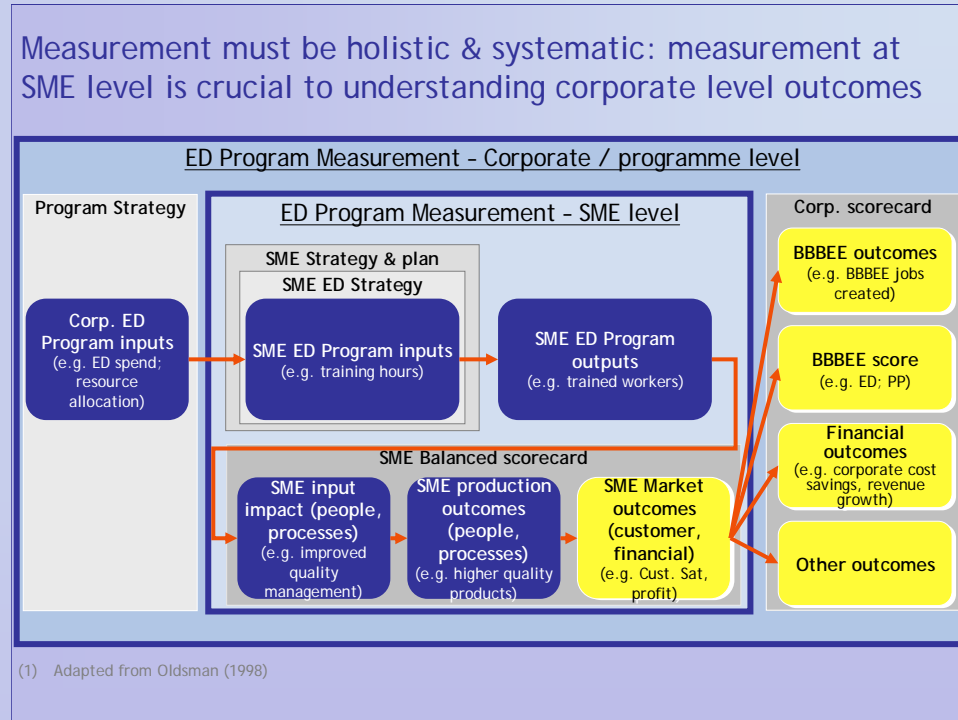 Measurement must be holistic & systematic: measurement at
SME level is crucial to understanding corporate level outcomes
ED Program Measurement – Corporate / programme level
Program Strategy
Corp. ED
Program inputs
(e.g. ED spend;
resource
allocation)
ED Program Measurement – SME level
SME Strategy & plan
SME ED Strategy
SME ED Program inputs
(e.g. training hours)
SME ED Program
outputs
(e.g. trained workers)
SME Balanced scorecard
SME input
impact (people,
processes)
(e.g. improved
quality
management)
SME production
outcomes
(people,
processes)
(e.g. higher quality
products)
SME Market
outcomes
(customer,
financial)
(e.g. Cust. Sat,
profit)
Corp. scorecard
BBBEE outcomes
(e.g. BBBEE jobs
created)
BBBEE score
(e.g. ED; PP)
Financial
outcomes
(e.g. corporate cost
savings, revenue
growth)
Other outcomes
(1) Adapted from Oldsman (1998)